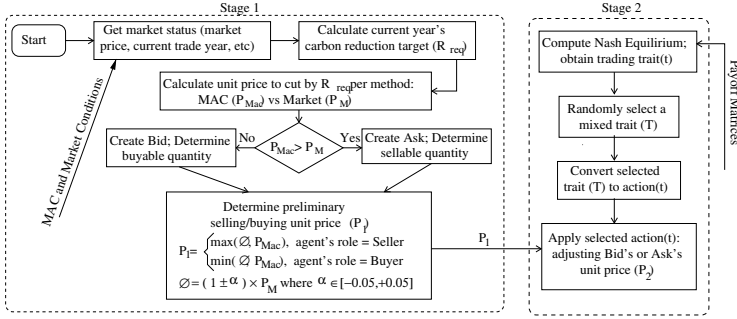 Stage 1
Start
Get market status (market
price, current trade year, etc)
Calculate current year's
carbon reduction target (R req)
Calculate unit price to cut by R req per method:
MAC (P Mac) vs Market (P M)
No
P Mac > P M
Yes
Create Bid; Determine
buyable quantity
Create Ask; Determine
sellable quantity
MAC and Market Conditions
Determine preliminary
selling/buying unit price (P 1)
P 1= { max(∅, P Mac), agent's role = Seller
min(∅, P Mac), agent's role = Buyer
∅= ( 1 ± α ) × P M where α ∈ [-0.05,+0.05]
P 1
Stage 2
Compute Nash Equilibrium;
obtain trading trait(t)
Randomly select a
mixed trait (T)
Convert selected
trait (T) to action(t)
Apply selected action(t):
adjusting Bid's or Ask's
unit price (P 2)
Payoff Matrices